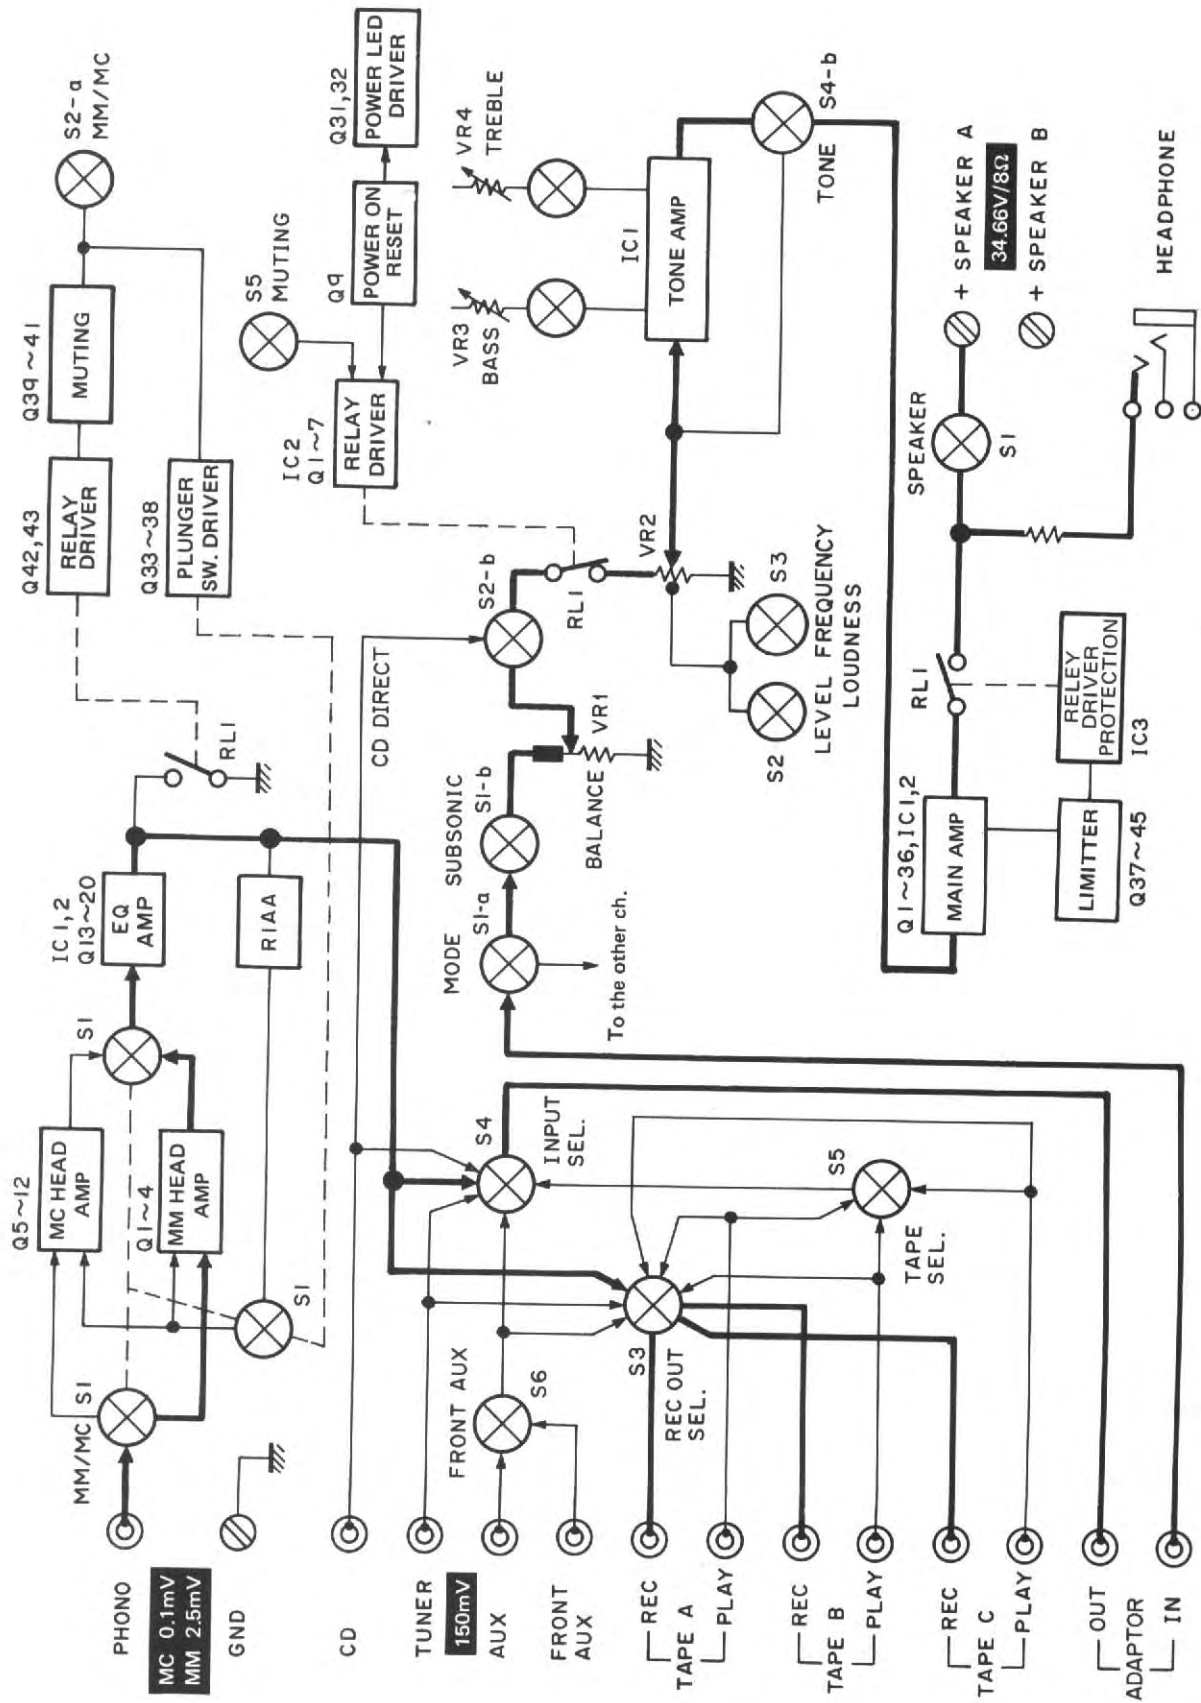 PHONO
MC 0.1mV
MM 2.5mV
GND
CD
TUNER
150mV
AUX
FRONT
AUX
REC
TAPE A
PLAY
REC
TAPE B
PLAY
REC
TAPE C
PLAY
OUT
ADAPTOR
IN
MM/MC
S1
Q5~12
MC HEAD
AMP
Q1~4
MM HEAD
AMP
S1
S1
IC1,2
Q13~20
EQ
AMP
RIAA
RL1
Q42,43
RELAY
DRIVER
Q39~41
MUTING
S2-a
MM/MC
Q33~38
PLUNGER
SW. DRIVER
FRONT AUX
S6
S3
REC OUT
SEL.
S4
INPUT
SEL.
S5
TAPE
SEL.
CD DIRECT
MODE
S1-a
To the other ch.
SUBSONIC
S1-b
BALANCE
VR1
S2-b
RL1
VR2
S2
S3
LEVEL FREQUENCY
LOUDNESS
IC2
Q1~7
RELAY
DRIVER
S5
MUTING
Q9
POWER ON
RESET
Q31,32
POWER LED
DRIVER
VR3
BASS
VR4
TREBLE
IC1
TONE AMP
TONE
S4-b
Q1~36,IC1,2
MAIN AMP
LIMITTER
Q37~45
RL1
RELEY
DRIVER
PROTECTION
IC3
SPEAKER
S1
+ SPEAKER A
34.66V/8Ω
+ SPEAKER B
HEADPHONE